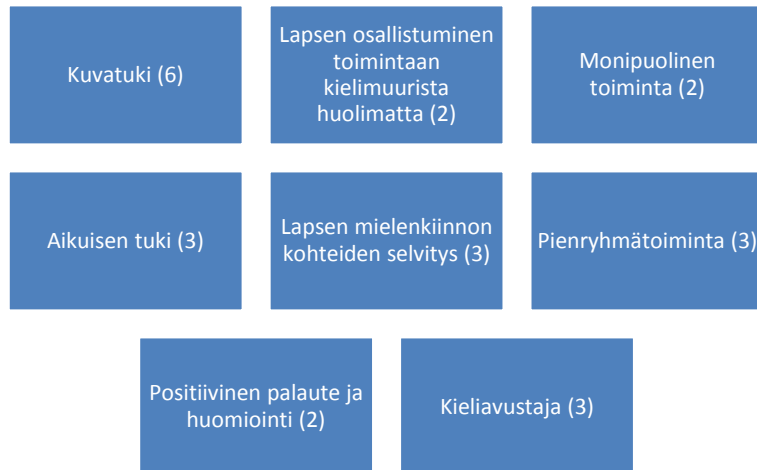 Kuvatuki (6)
Lapsen osallistuminen
toimintaan
kielimuurista
huolimatta (2)
Monipuolinen
toiminta (2)
Aikuisen tuki (3)
Lapsen mielenkiinnon
kohteiden selvitys (3)
Pienryhmätoiminta (3)
Positiivinen palaute ja
huomiointi (2)
Kieliavustaja (3)